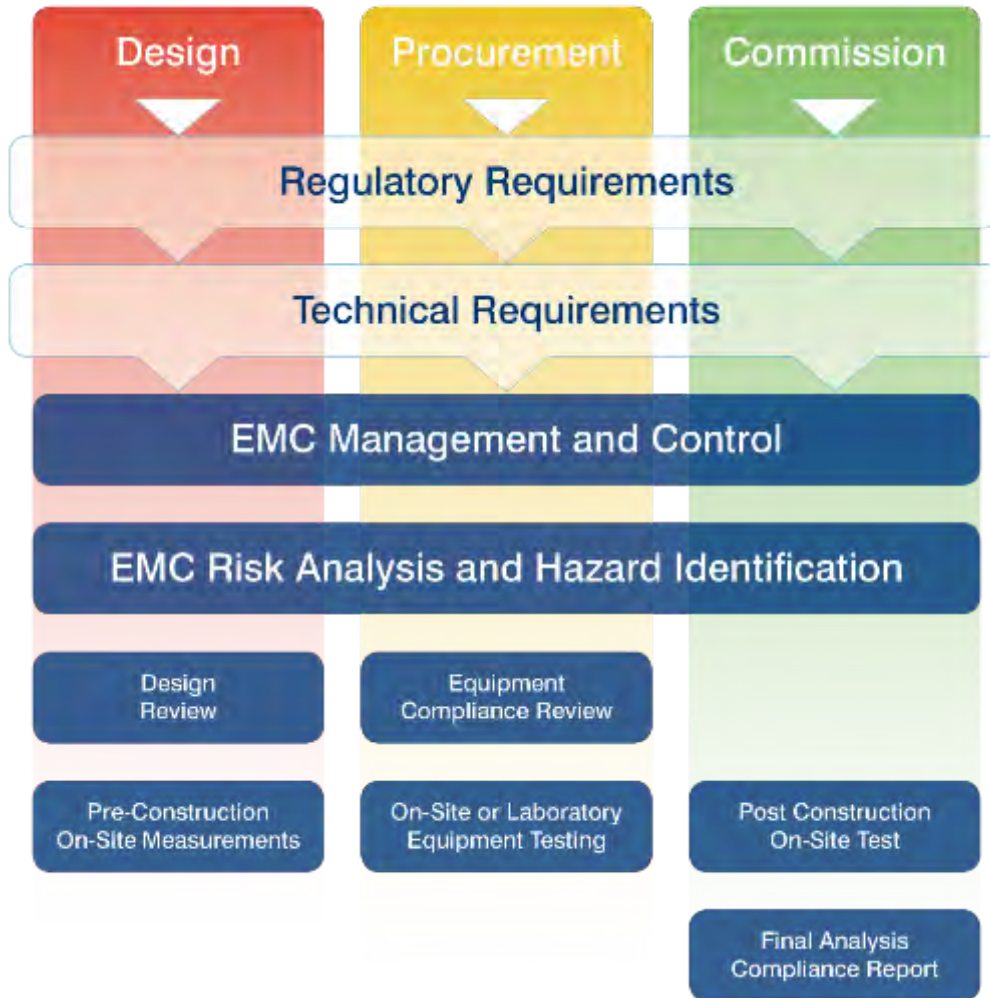 Design
Procurement
Commission
Regulatory Requirements
Technical Requirements
EMC Management and Control
EMC Risk Analysis and Hazard Identification
Design
Review
Equipment
Compliance Review
Pre-Construction
On-Site Measurements
On-Site or Laboratory
Equipment Testing
Post Construction
On-Site Test
Final Analysis
Compliance Report